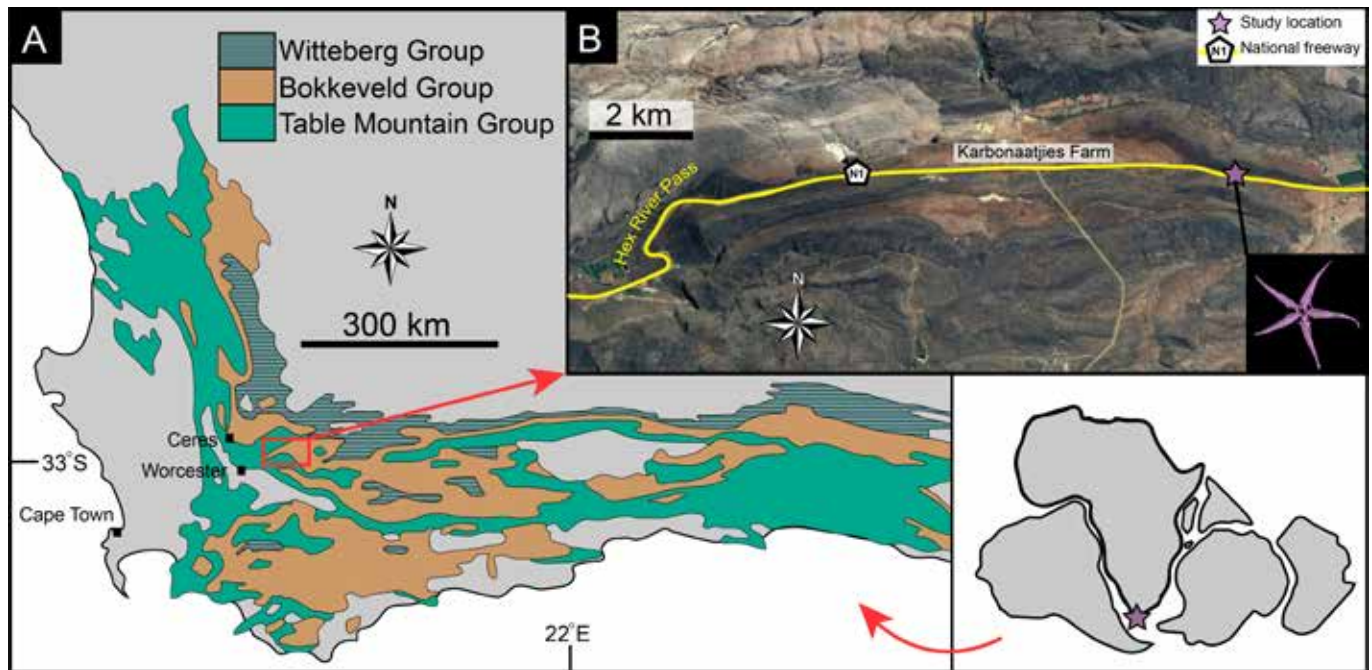 A
Witteberg Group
Bokkeveld Group
Table Mountain Group
N
300 km
Ceres
33°S
Worcester
Cape Town
22°E
B
Study location
N1 National freeway
2 km
Karbonaatjies Farm
N1
Hex River Pass
N